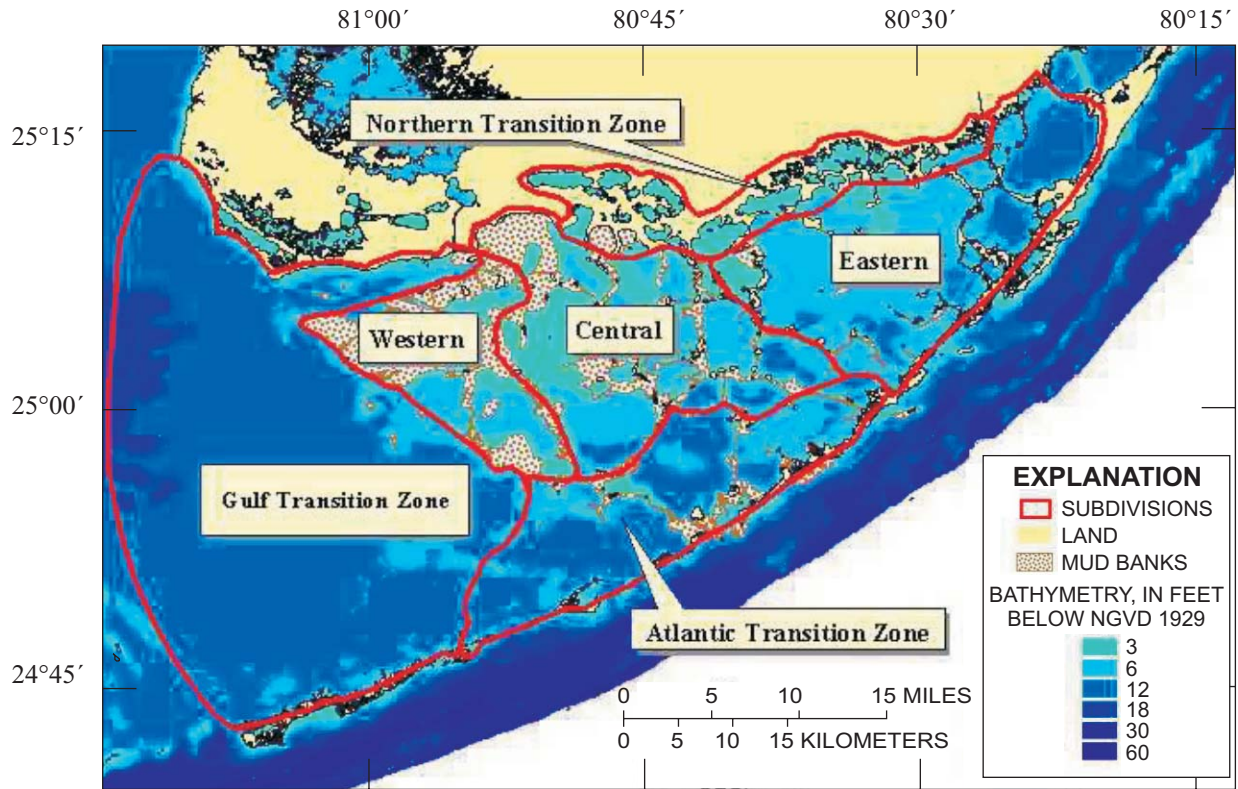 81°00′ 80°45′ 80°30′ 80°15′
25°15′
25°00′
24°45′
Northern Transition Zone
Eastern
Western
Central
Gulf Transition Zone
Atlantic Transition Zone
0 5 10 15 MILES
0 5 10 15 KILOMETERS
EXPLANATION
SUBDIVISIONS
LAND
MUD BANKS
BATHYMETRY, IN FEET
BELOW NGVD 1929
3
6
12
18
30
60